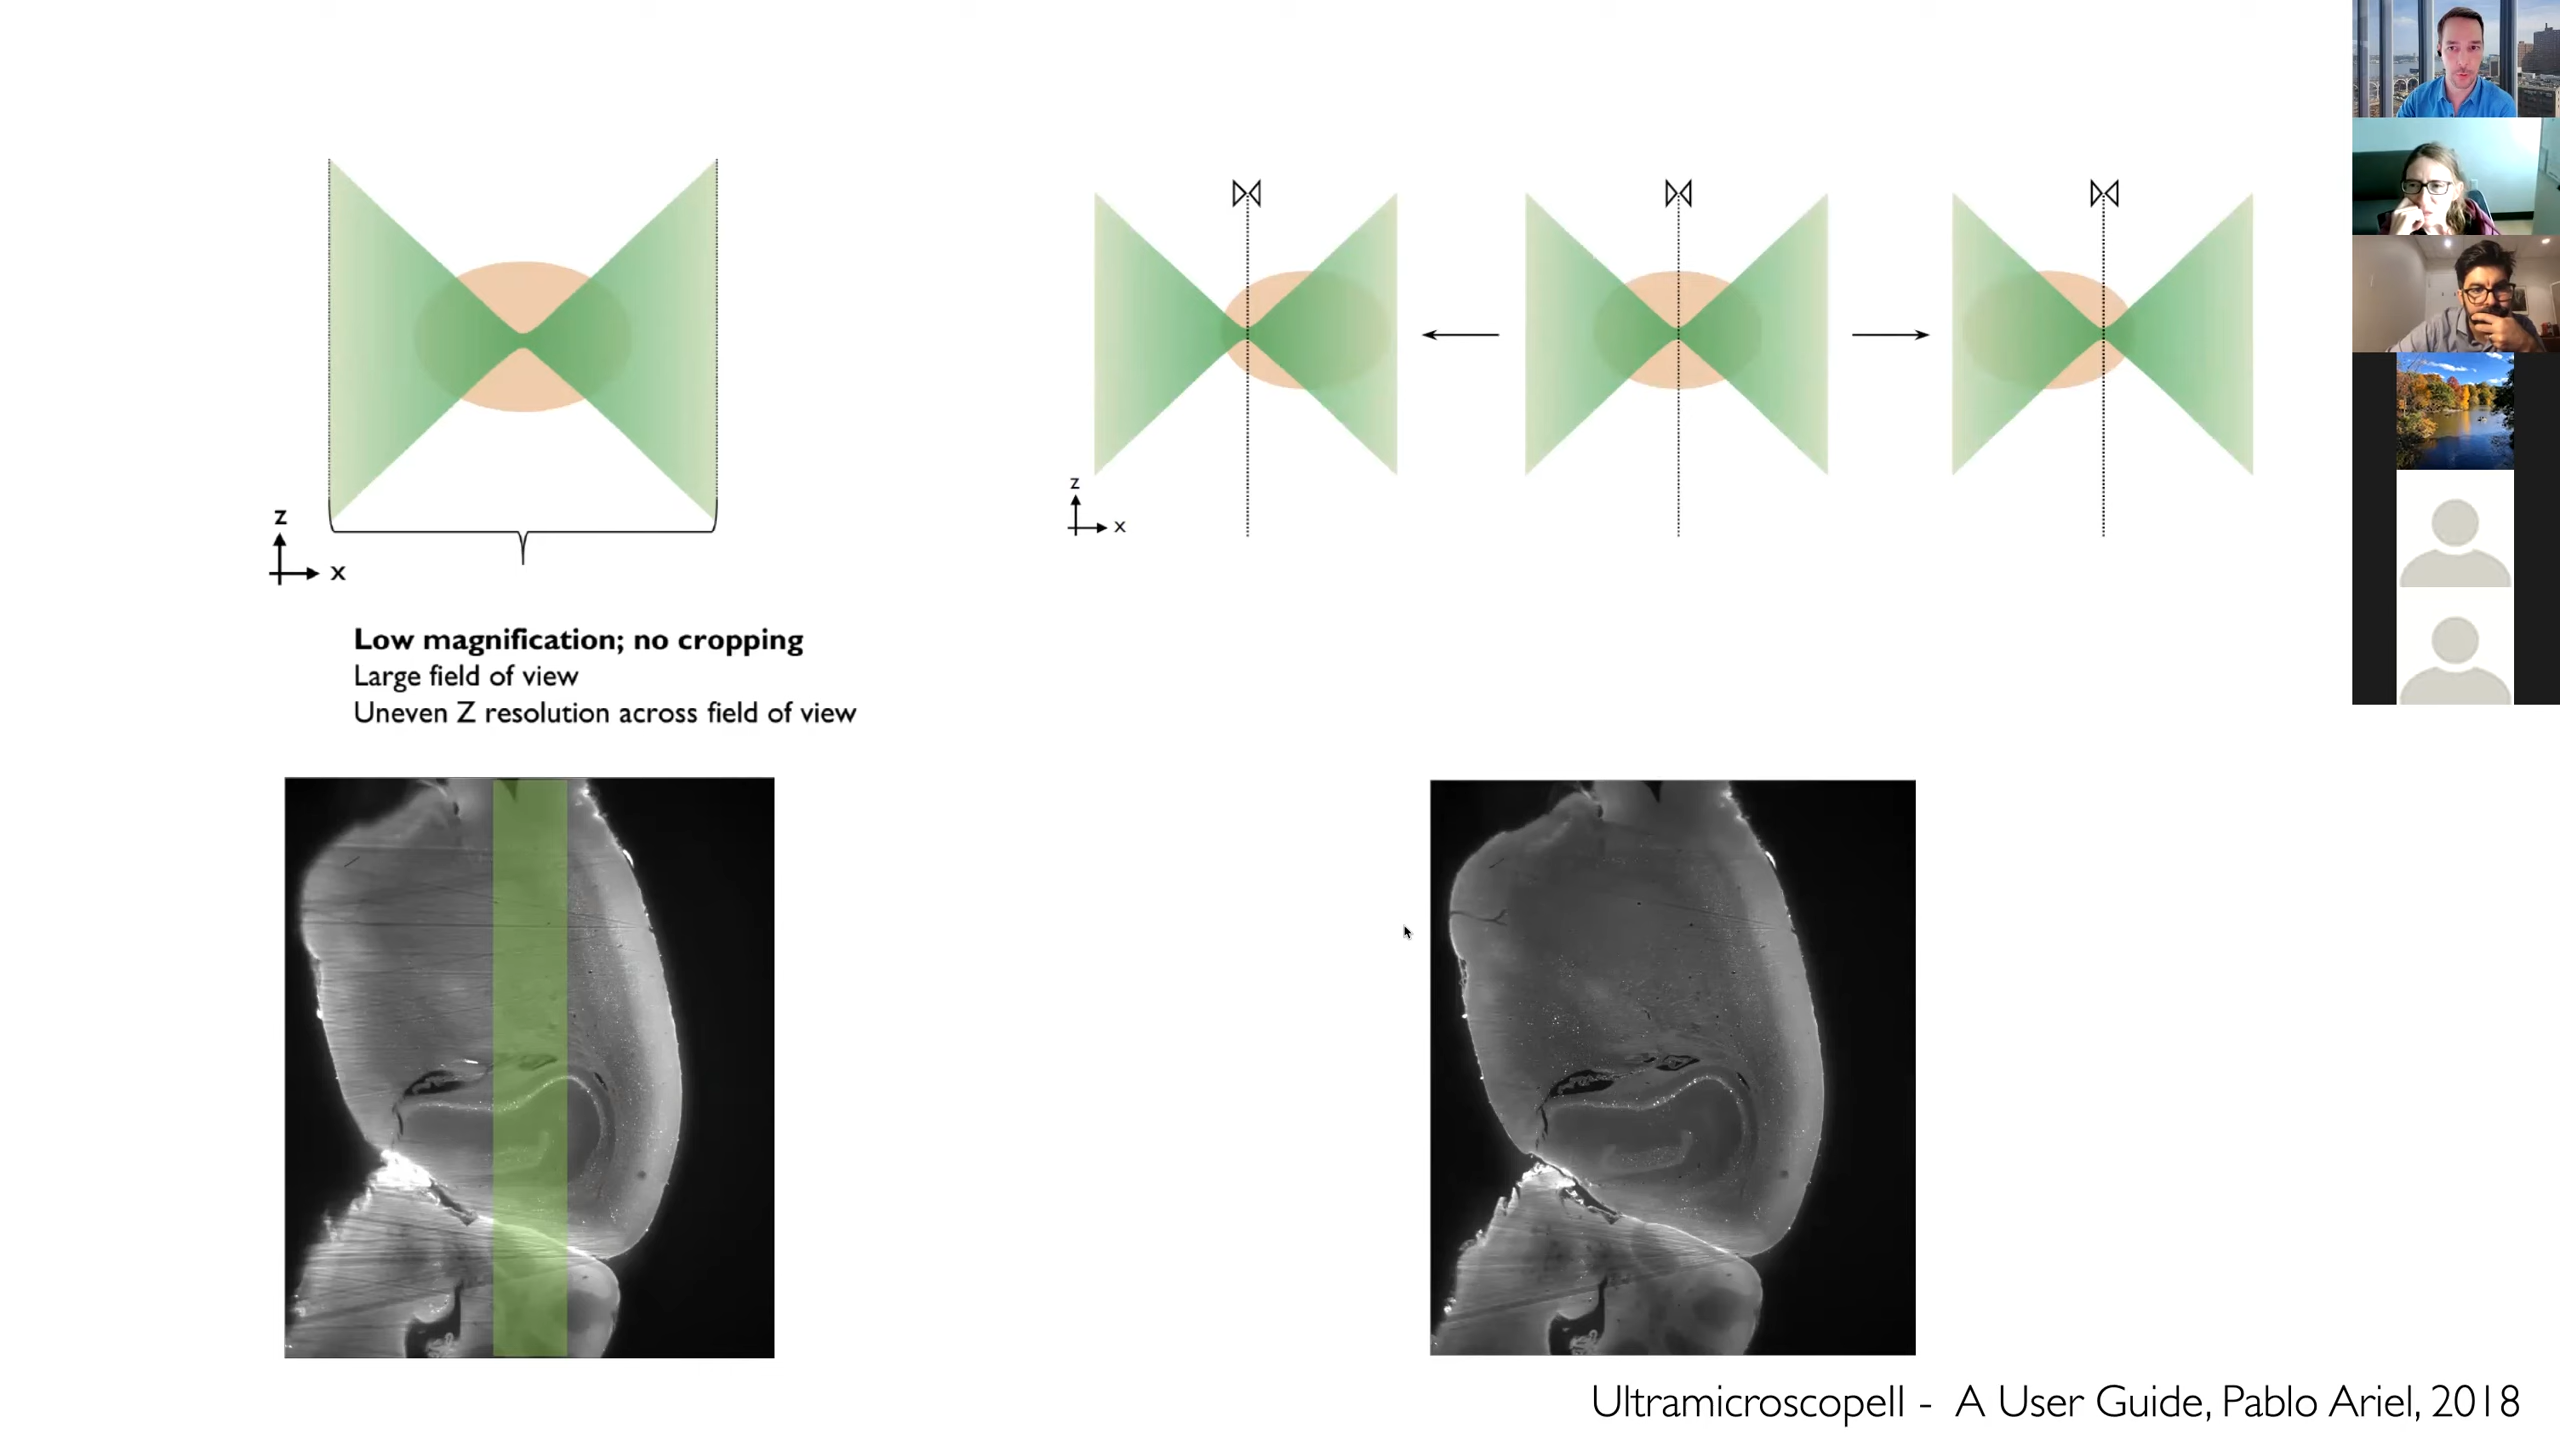 z
x
Low magnification; no cropping
Large field of view
Uneven Z resolution across field of view
z
x
Ultramicroscopell - A User Guide, Pablo Ariel, 2018